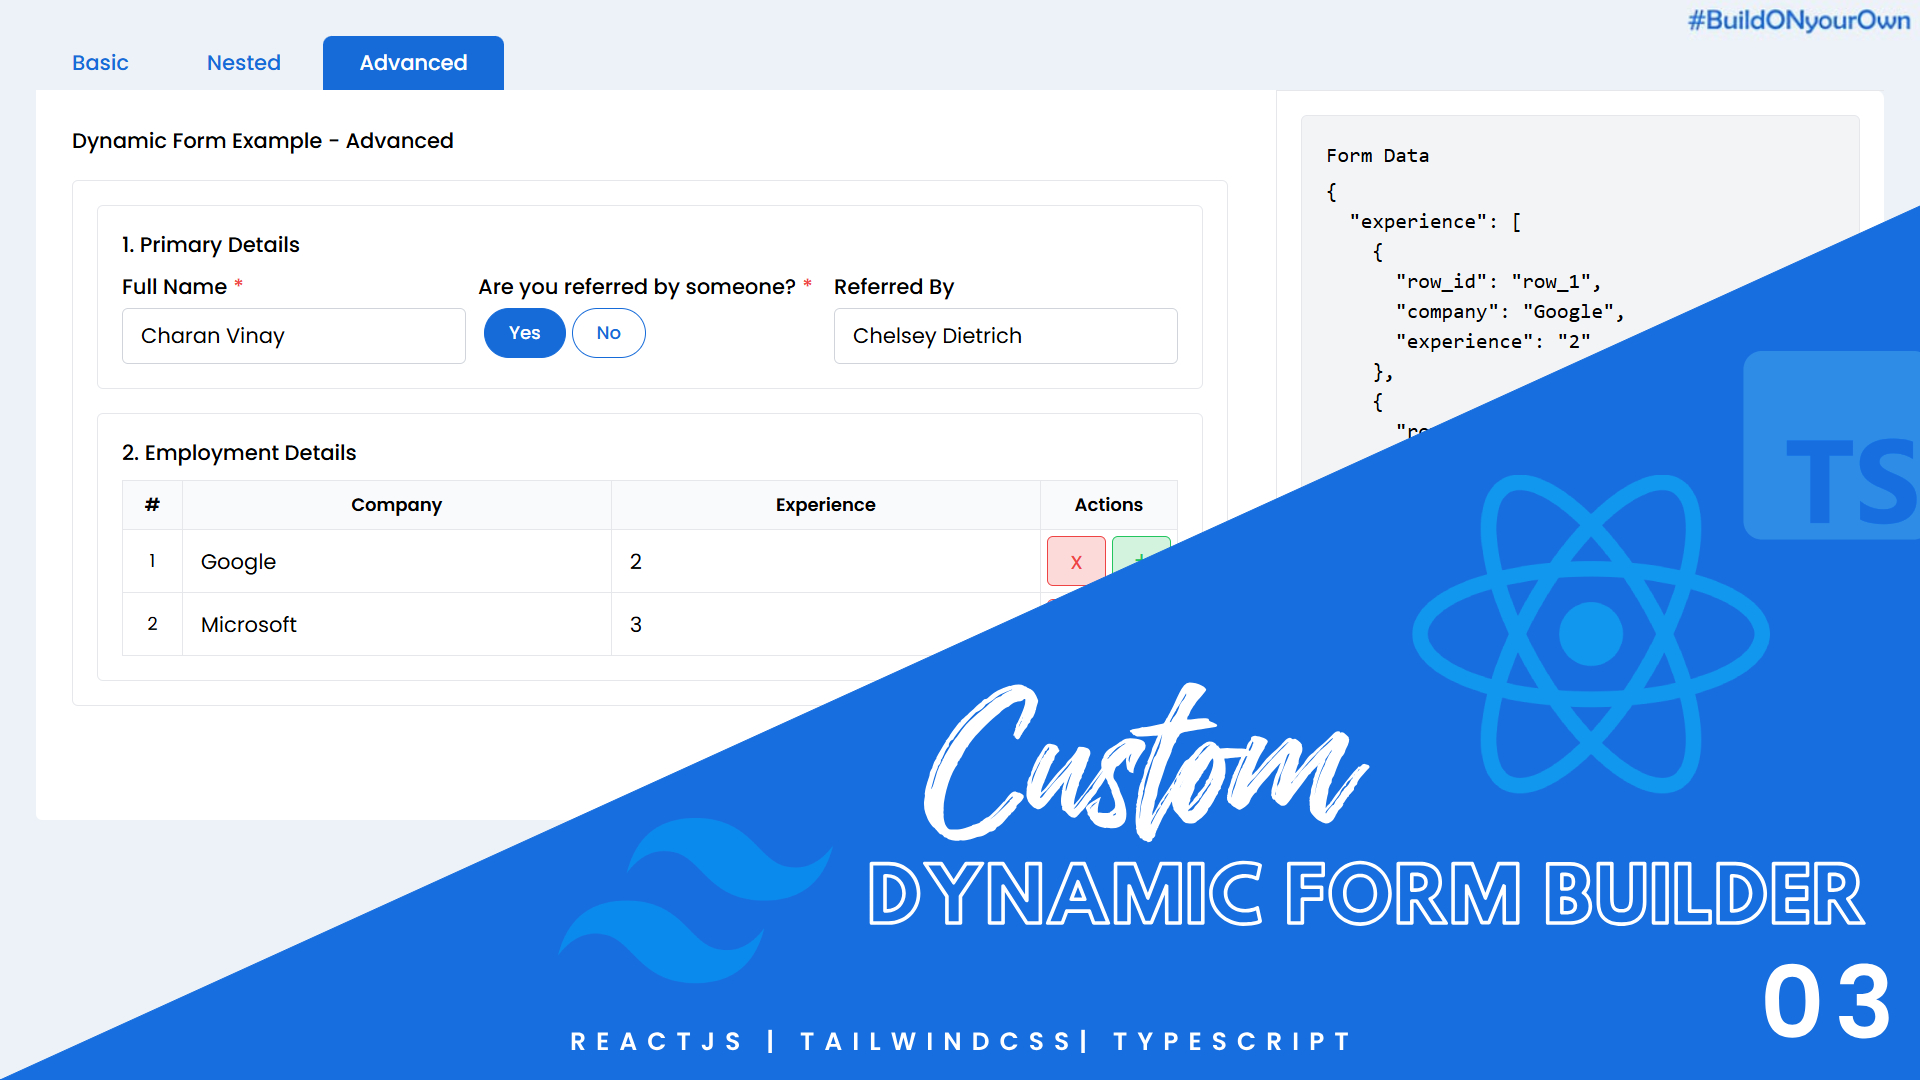 #BuildONyourOwn
Basic Nested Advanced
Dynamic Form Example - Advanced
1. Primary Details
Full Name * Are you referred by someone? * Referred By
Charan Vinay Yes No Chelsey Dietrich
2. Employment Details
# Company Experience Actions
1 Google 2 X +
2 Microsoft 3
Form Data
{
"experience": [
{
"row_id": "row_1",
"company": "Google",
"experience": "2"
},
{
TS
Custom
DYNAMIC FORM BUILDER
03
REACTJS | TAILWINDCSS| TYPESCRIPT